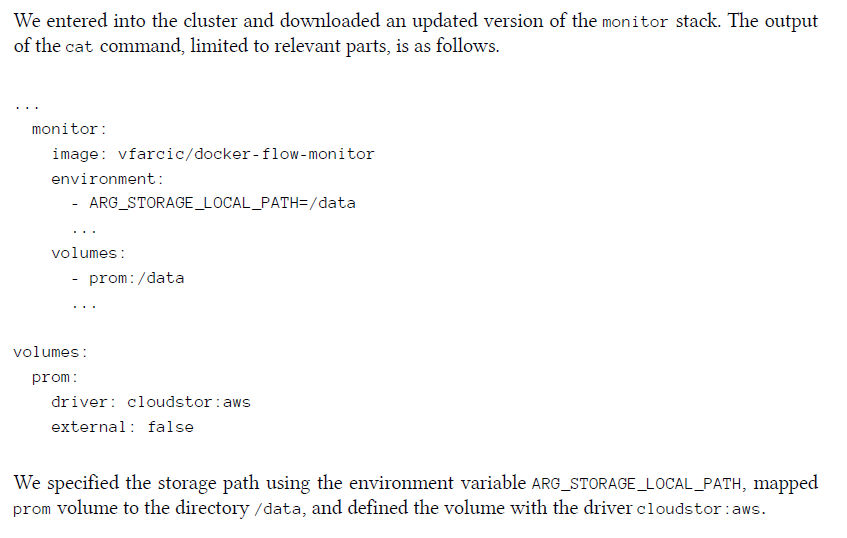 We entered into the cluster and downloaded an updated version of the monitor stack. The output
of the cat command, limited to relevant parts, is as follows.
...
monitor:
image: vfarcic/docker-flow-monitor
environment:
- ARG_STORAGE_LOCAL_PATH=/data
...
volumes:
- prom:/data
...
volumes:
prom:
driver: cloudstor:aws
external: false
We specified the storage path using the environment variable ARG_STORAGE_LOCAL_PATH, mapped
prom volume to the directory /data, and defined the volume with the driver cloudstor:aws.